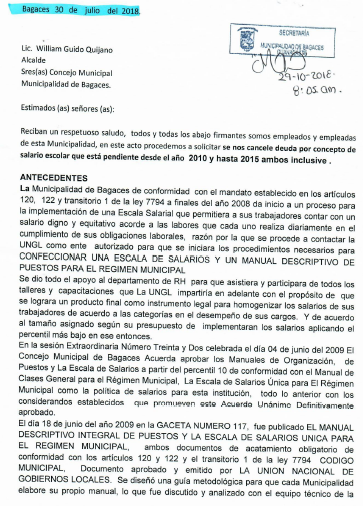 Bagaces 30 de julio del 2018.
SECRETARÍA
MUNICIPALIDAD DE BAGACES
29-10-2018.
8:05 am.
Lic. William Guido Quijano
Alcalde
Sres(as) Concejo Municipal
Municipalidad de Bagaces.
Estimados (as) señores (as):
Reciban un respetuoso saludo, todos y todas los abajo firmantes somos empleados y empleadas
de esta Municipalidad, en este acto procedemos a solicitar se nos cancele deuda por concepto de
salario escolar que está pendiente desde el año 2010 y hasta 2015 ambos inclusive .
ANTECEDENTES
La Municipalidad de Bagaces de conformidad con el mandato establecido en los artículos
120, 122 y transitorio 1 de la ley 7794 a finales del año 2008 da inicio a un proceso para
la implementación de una Escala Salarial que permitiera a sus trabajadores contar con un
salario digno y equitativo acorde a las labores que cada uno realiza diariamente en el
cumplimiento de sus obligaciones laborales, razón por la que se procede a contactar la
UNGL como ente autorizado para que se iniciara los procedimientos necesarios para
CONFECCIONAR UNA ESCALA DE SALARIOS Y UN MANUAL DESCRIPTIVO DE
PUESTOS PARA EL REGIMEN MUNICIPAL
Se dio todo el apoyo al departamento de RH para que asistiera y participara de todos los
talleres y capacitaciones que La UNGL impartiría en adelante con el propósito de que
se lograra un producto final como instrumento legal para homogenizar los salarios de sus
trabajadores de acuerdo a las categorías en el desempeño de sus cargos. Y de acuerdo
al tamaño asignado según su presupuesto de implementaran los salarios aplicando el
percentil más bajo en ese entonces.
En la sesión Extraordinaria Número Treinta y Dos celebrada el día 04 de junio del 2009 El
Concejo Municipal de Bagaces Acuerda aprobar los Manuales de Organización, de
Puestos y La Escala de Salarios a partir del percentil 10 de conformidad con el Manual de
Clases General para el Régimen Municipal, La Escala de Salarios Única para El Régimen
Municipal como la política de salarios para esta institución, todo lo anterior con los
considerandos establecidos que promueven este Acuerdo Unánime Definitivamente
aprobado.
El día 18 de junio del año 2009 en LA GACETA NUMERO 117, fue publicado EL MANUAL
DESCRIPTIVO INTEGRAL DE PUESTOS Y LA ESCALA DE SALARIOS UNICA PARA
EL REGIMEN MUNICIPAL, ambos documentos de acatamiento obligatorio de
conformidad con los artículos 120 y 122 y el transitorio 1 de la ley 7794 CODIGO
MUNICIPAL, Documento aprobado y emitido por LA UNION NACIONAL DE
GOBIERNOS LOCALES. Se diseñó una guía metodológica para que cada Municipalidad
elabore su propio manual, lo que fue discutido y analizado con el equipo técnico de la